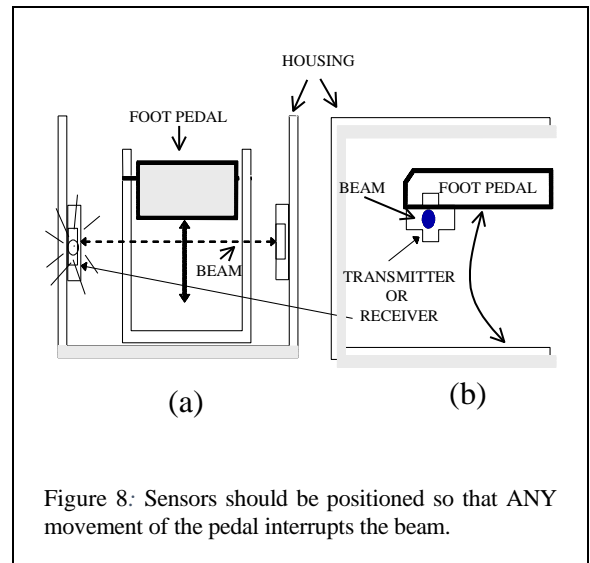 HOUSING
FOOT PEDAL
BEAM
(a)
BEAM
FOOT PEDAL
TRANSMITTER
OR
RECEIVER
(b)
Figure 8: Sensors should be positioned so that ANY
movement of the pedal interrupts the beam.